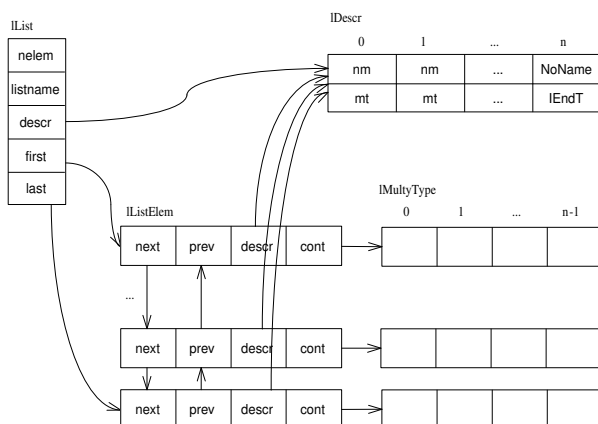 lList
nelem
listname
descr
first
last
lDescr
0 1 ... n
nm nm ... NoName
mt mt ... lEndT
lMultyType
0 1 ... n-1
lListElem
next prev descr cont
...
next prev descr cont
next prev descr cont